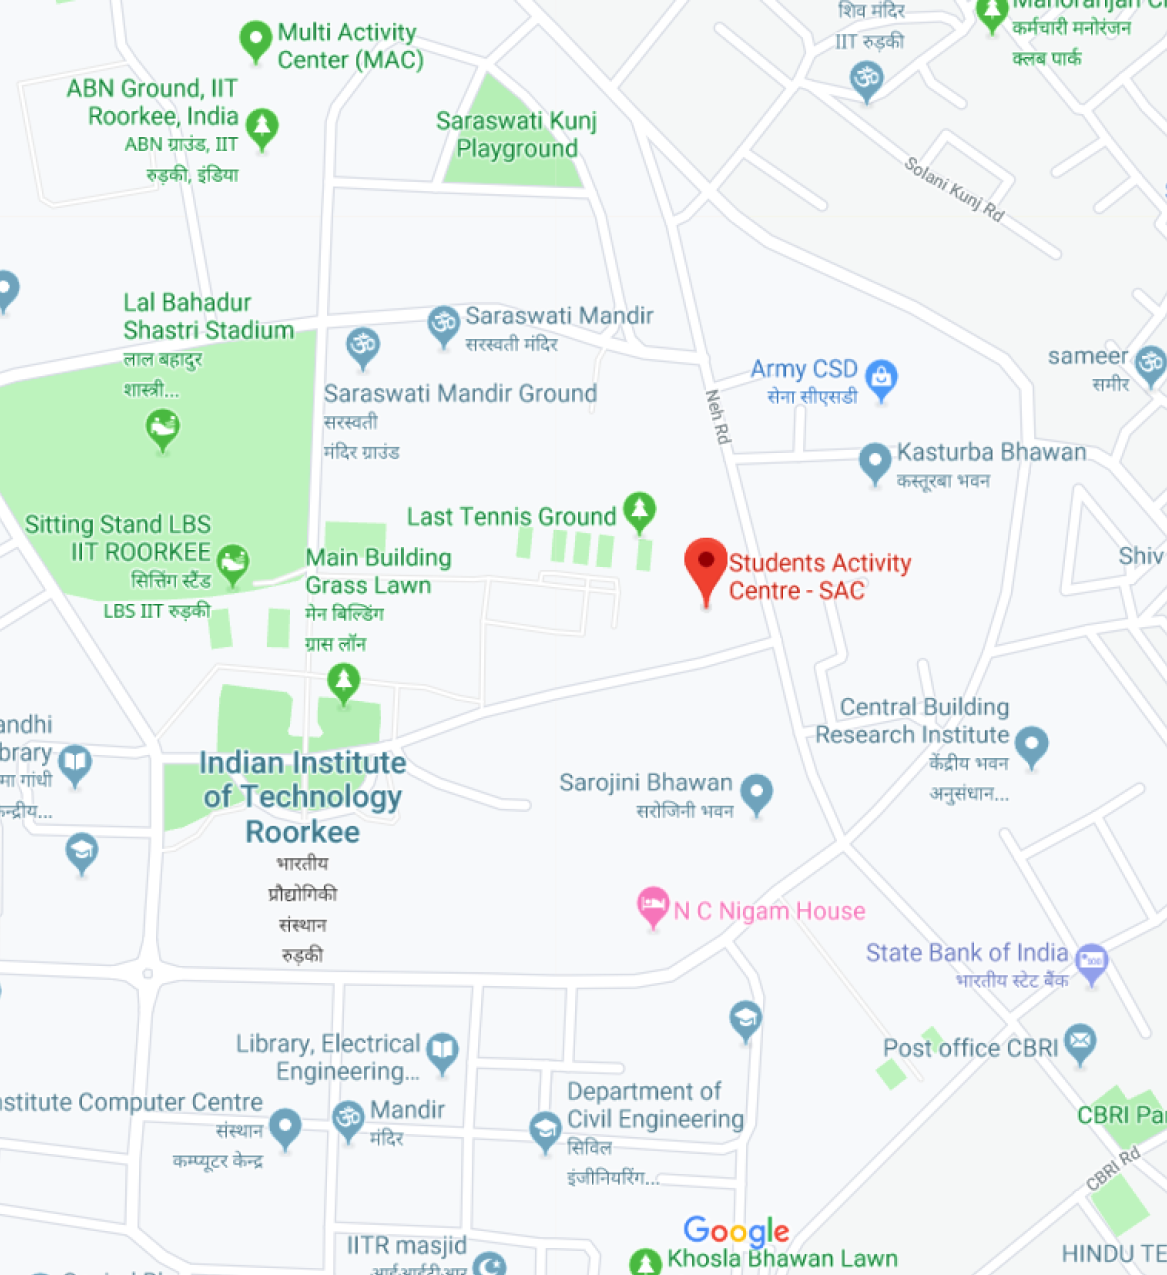 Multi Activity
Center (MAC)
शिव मंदिर
IIT रुड़की
कर्मचारी मनोरंजन
क्लब पार्क
ABN Ground, IIT
Roorkee, India
ABN ग्राउंड, IIT
रुड़की, इंडिया
Saraswati Kunj
Playground
Solani Kunj Rd
Lal Bahadur
Shastri Stadium
लाल बहादुर
शास्त्री...
Saraswati Mandir
सरस्वती मंदिर
Saraswati Mandir Ground
सरस्वती
मंदिर ग्राउंड
Army CSD
सेना सीएसडी
sameer
समीर
Neh Rd
Kasturba Bhawan
कस्तूरबा भवन
Last Tennis Ground
Sitting Stand LBS
IIT ROORKEE
सित्तिंग स्टैंड
LBS IIT रुड़की
Main Building
Grass Lawn
मेन बिल्डिंग
ग्रास लॉन
Students Activity
Centre - SAC
Shiv
Central Building
Research Institute
केंद्रीय भवन
अनुसंधान...
andhi
brary
मा गांधी
न्द्रीय...
Indian Institute
of Technology
Roorkee
भारतीय
प्रौद्योगिकी
संस्थान
रुड़की
Sarojini Bhawan
सरोजिनी भवन
N C Nigam House
State Bank of India
भारतीय स्टेट बैंक
Post office CBRI
Library, Electrical
Engineering...
nstitute Computer Centre
संस्थान
कम्प्यूटर केन्द्र
Mandir
मंदिर
Department of
Civil Engineering
सिविल
इंजीनियरिंग...
CBRI Par
CBRI Rd
Google
IITR masjid
Khosla Bhawan Lawn
HINDU TE